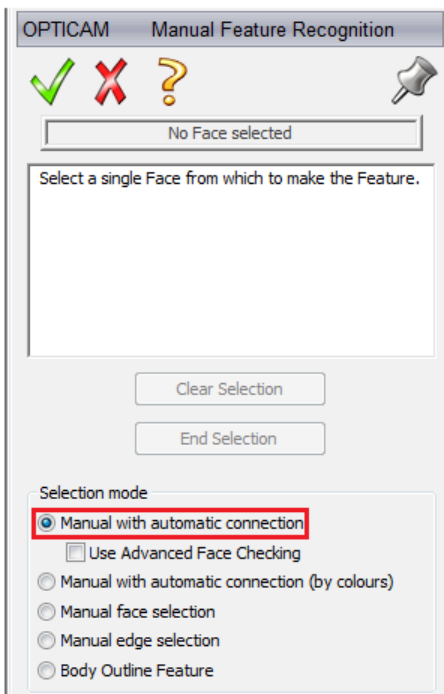 OPTICAM Manual Feature Recognition
No Face selected
Select a single Face from which to make the Feature.
Clear Selection
End Selection
Selection mode
Manual with automatic connection
Use Advanced Face Checking
Manual with automatic connection (by colours)
Manual face selection
Manual edge selection
Body Outline Feature